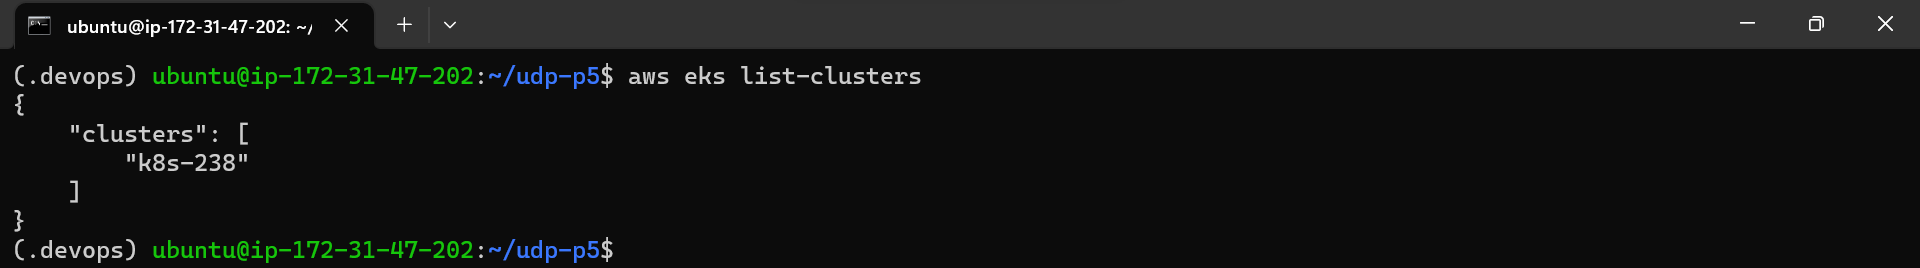 ubuntu@ip-172-31-47-202: ~/
(.devops) ubuntu@ip-172-31-47-202:~/udp-p5$ aws eks list-clusters
{
    "clusters": [
        "k8s-238"
    ]
}
(.devops) ubuntu@ip-172-31-47-202:~/udp-p5$